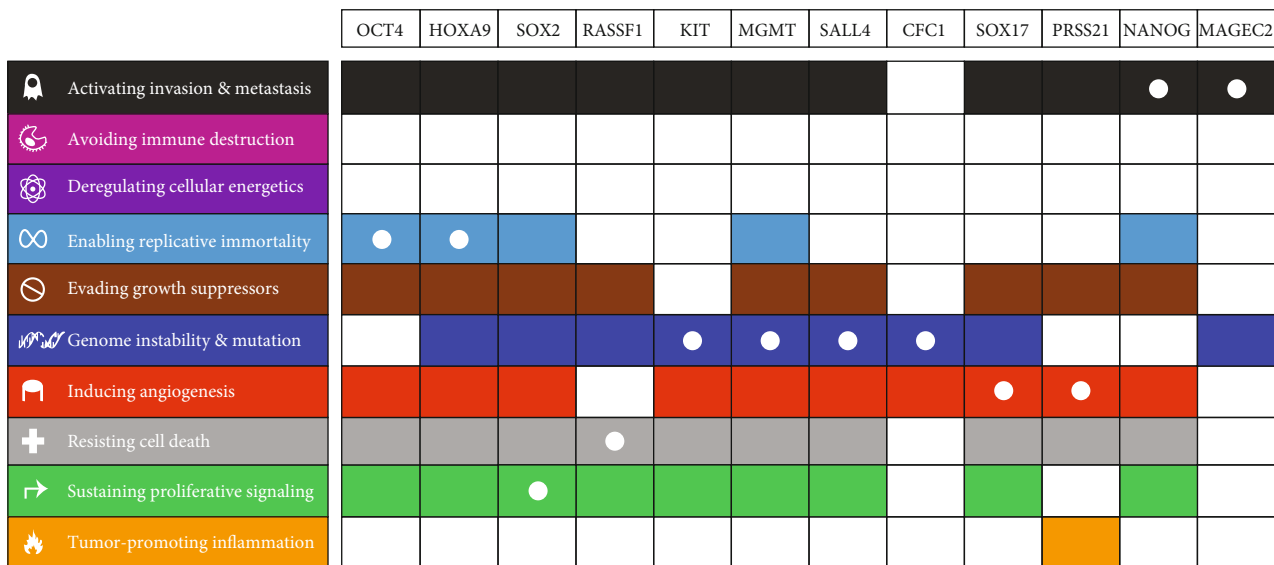 OCT4 HOXA9 SOX2 RASSF1 KIT MGMT SALL4 CFC1 SOX17 PRSS21 NANOG MAGEC2
Activating invasion & metastasis
Avoiding immune destruction
Deregulating cellular energetics
Enabling replicative immortality
Evading growth suppressors
Genome instability & mutation
Inducing angiogenesis
Resisting cell death
Sustaining proliferative signaling
Tumor-promoting inflammation